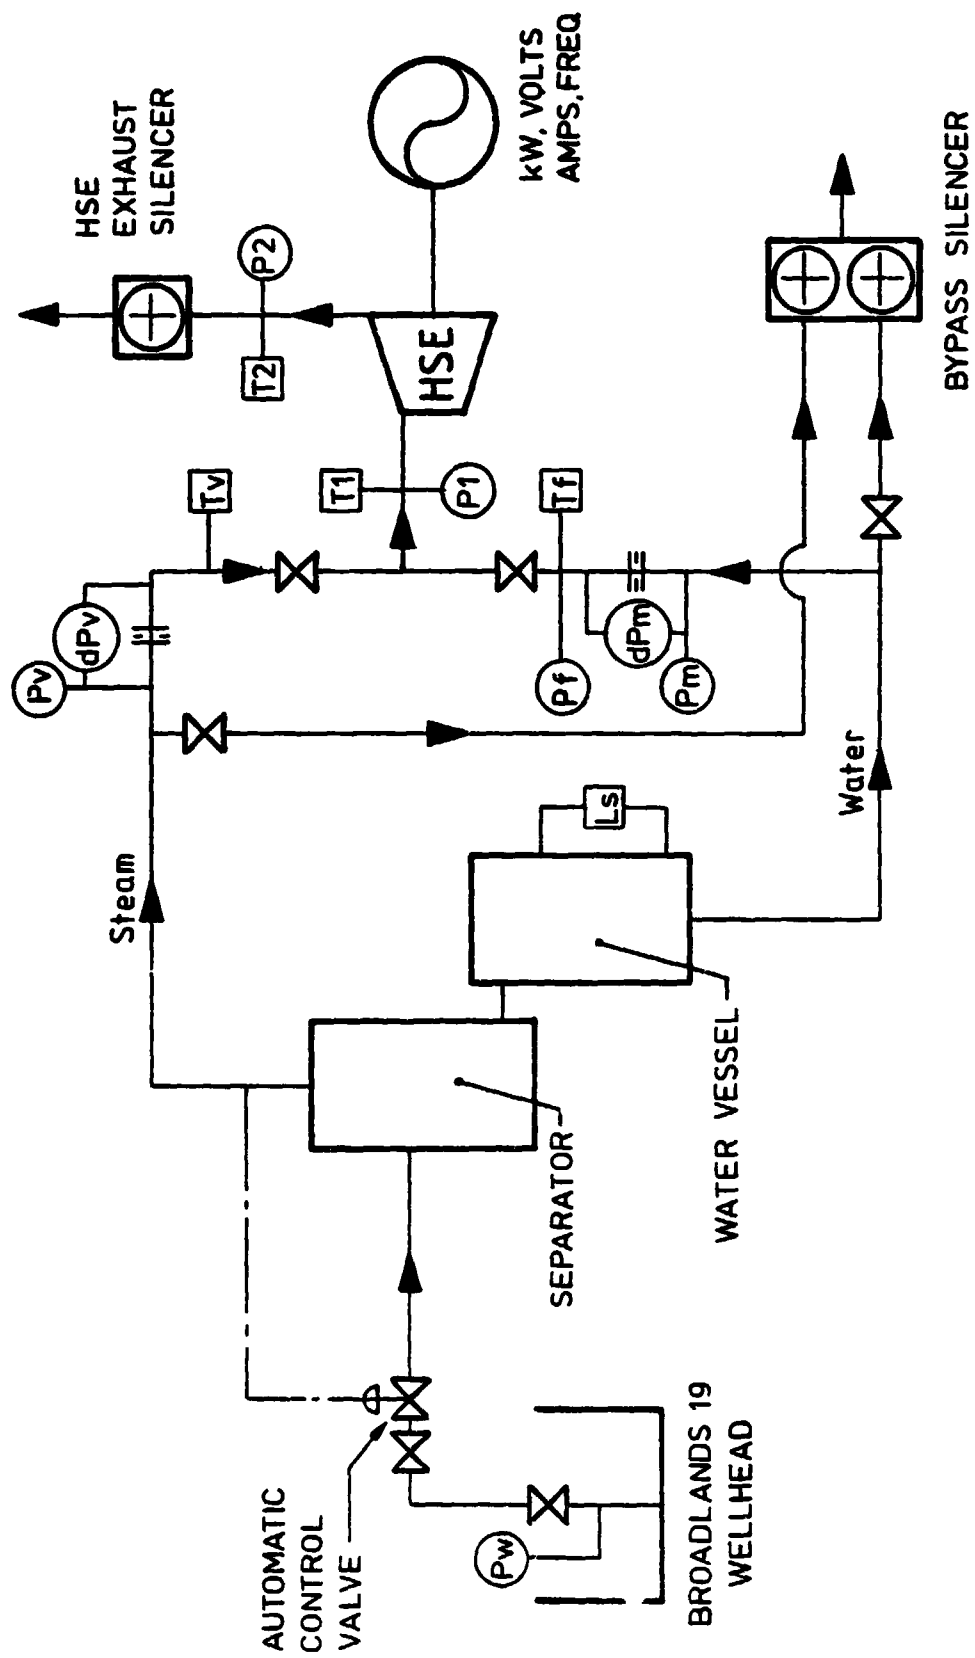 HSE
EXHAUST
SILENCER
P2
T2
kW, VOLTS
AMPS, FREQ
HSE
Tv
T1
P1
Tf
Pv
dPv
Pf
dPm
Pm
BYPASS SILENCER
Steam
Water
Ls
SEPARATOR
WATER VESSEL
AUTOMATIC
CONTROL
VALVE
Pw
BROADLANDS 19
WELLHEAD